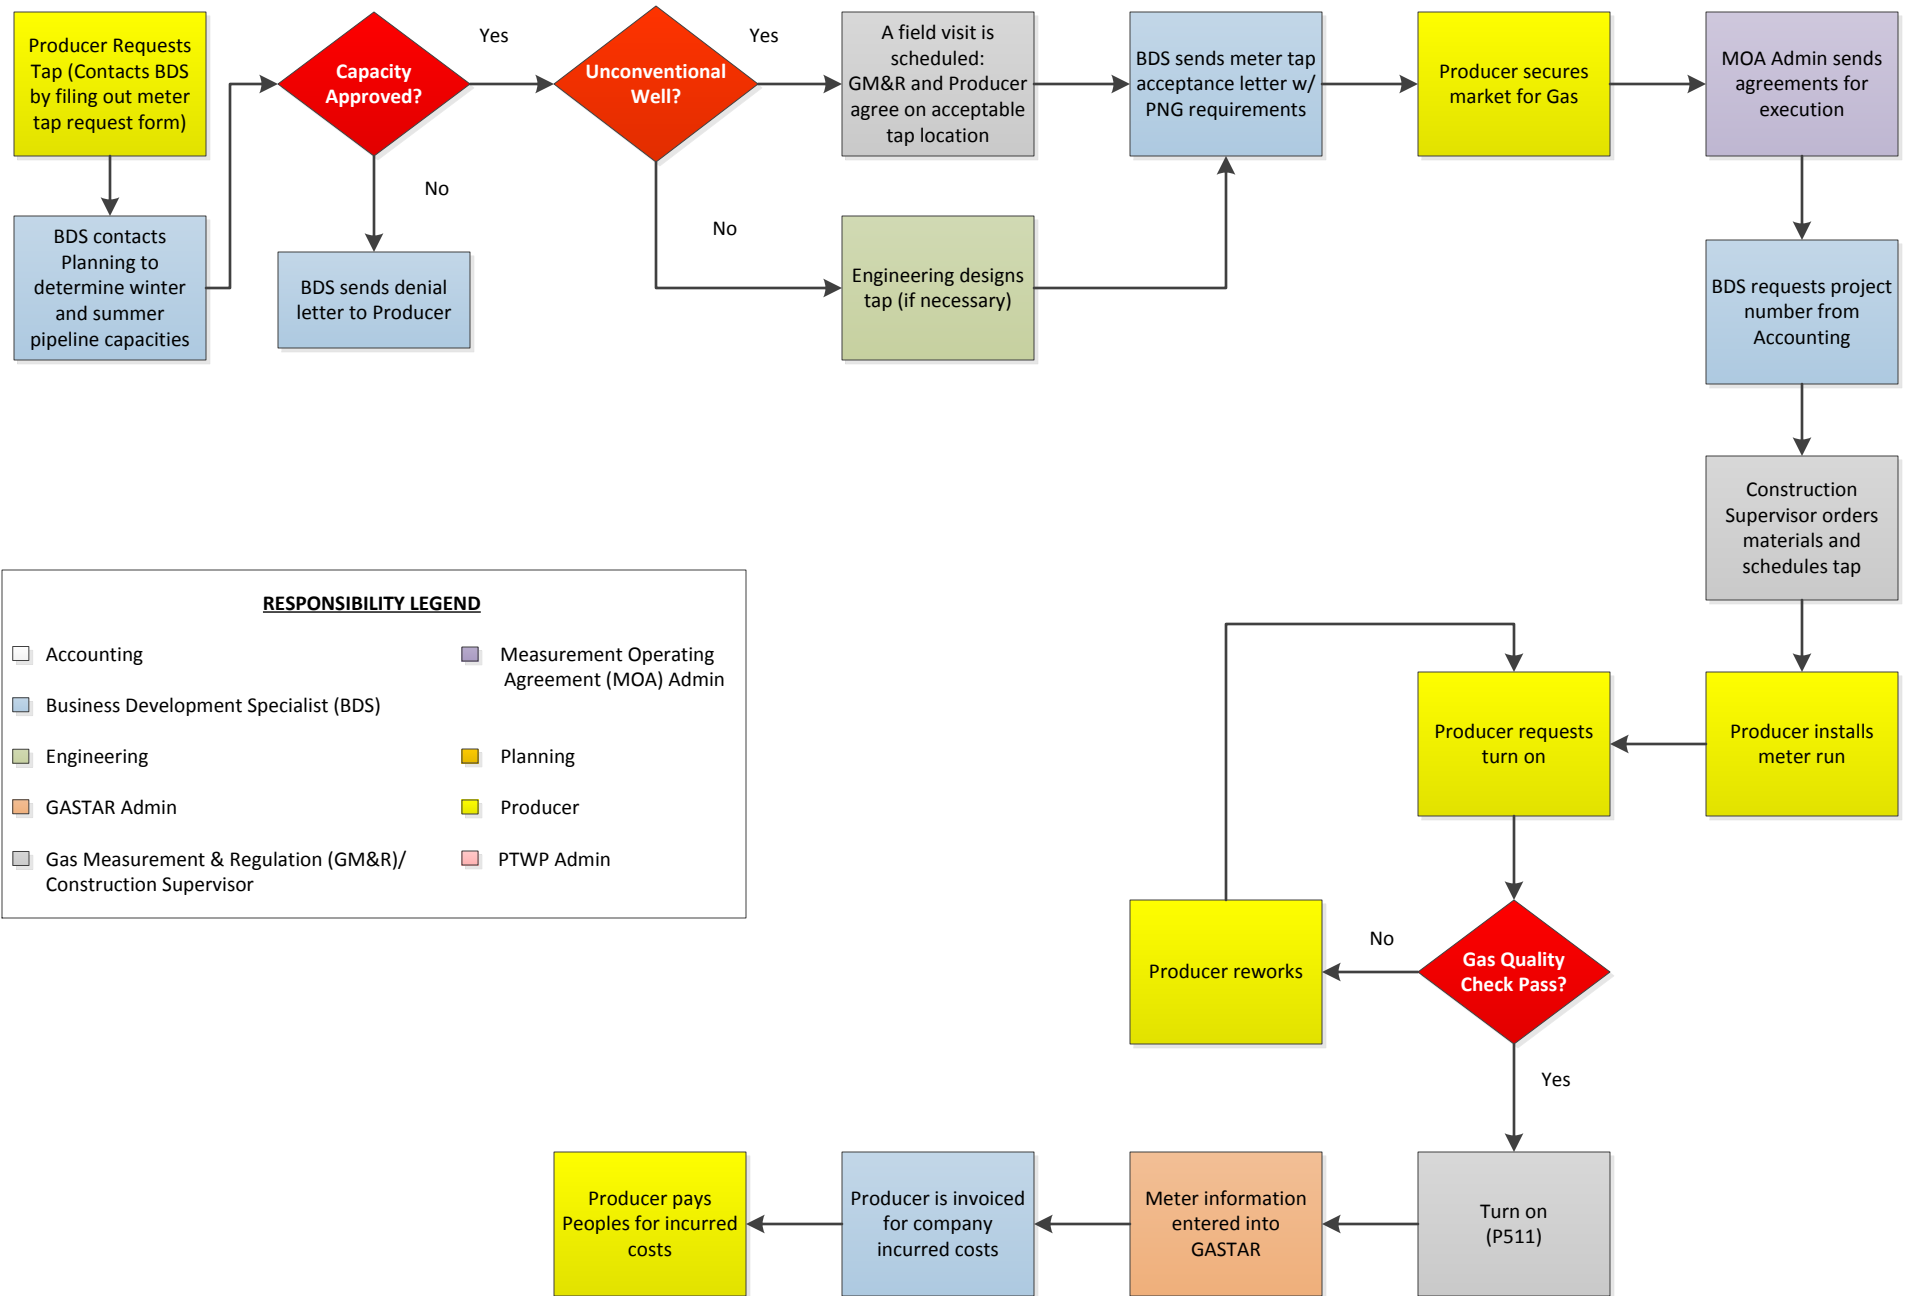 Producer Requests
Tap (Contacts BDS
by filing out meter
tap request form)
Capacity
Approved?
Yes
No
Unconventional
Well?
Yes
No
A field visit is
scheduled:
GM&R and Producer
agree on acceptable
tap location
BDS sends meter tap
acceptance letter w/
PNG requirements
Producer secures
market for Gas
MOA Admin sends
agreements for
execution
BDS contacts
Planning to
determine winter
and summer
pipeline capacities
BDS sends denial
letter to Producer
Engineering designs
tap (if necessary)
BDS requests project
number from
Accounting
Construction
Supervisor orders
materials and
schedules tap
RESPONSIBILITY LEGEND
Accounting
Business Development Specialist (BDS)
Engineering
GASTAR Admin
Gas Measurement & Regulation (GM&R)/
Construction Supervisor
Measurement Operating
Agreement (MOA) Admin
Planning
Producer
PTWP Admin
Producer installs
meter run
Producer requests
turn on
Gas Quality
Check Pass?
No
Yes
Producer reworks
Turn on
(P511)
Meter information
entered into
GASTAR
Producer is invoiced
for company
incurred costs
Producer pays
Peoples for incurred
costs